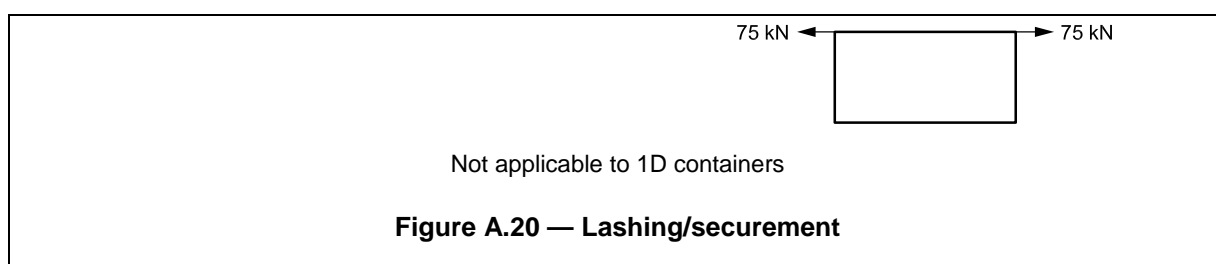 75 kN 75 kN
Not applicable to 1D containers
Figure A.20 — Lashing/securement